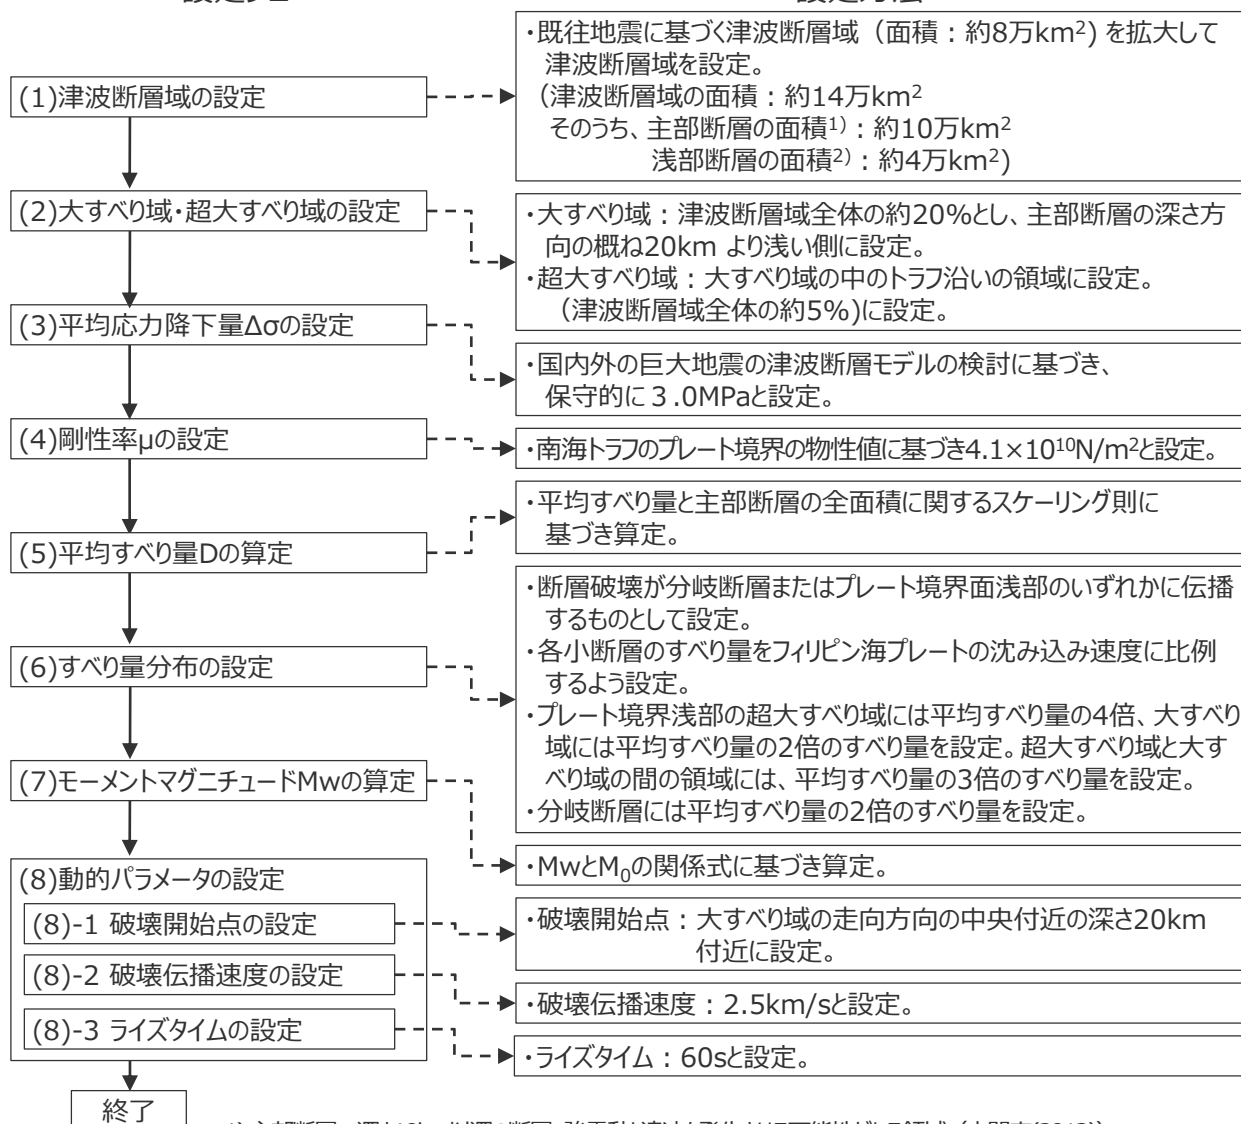 (1)津波断層域の設定
・既往地震に基づく津波断層域（面積：約8万km2) を拡大して
津波断層域を設定。
（津波断層域の面積：約14万km2
そのうち、主部断層の面積1)：約10万km2
浅部断層の面積2)：約4万km2)
(2)大すべり域・超大すべり域の設定
・大すべり域：津波断層域全体の約20%とし、主部断層の深さ方
向の概ね20km より浅い側に設定。
・超大すべり域：大すべり域の中のトラフ沿いの領域に設定。
（津波断層域全体の約5%)に設定。
(3)平均応力降下量Δσの設定
・国内外の巨大地震の津波断層モデルの検討に基づき、
保守的に３.0MPaと設定。
(4)剛性率μの設定
・南海トラフのプレート境界の物性値に基づき4.1×1010N/m2と設定。
(5)平均すべり量Dの算定
・平均すべり量と主部断層の全面積に関するスケーリング則に
基づき算定。
(6)すべり量分布の設定
・断層破壊が分岐断層またはプレート境界面浅部のいずれかに伝播
するものとして設定。
・各小断層のすべり量をフィリピン海プレートの沈み込み速度に比例
するよう設定。
・プレート境界浅部の超大すべり域には平均すべり量の4倍、大すべり
域には平均すべり量の2倍のすべり量を設定。超大すべり域と大す
べり域の間の領域には、平均すべり量の3倍のすべり量を設定。
・分岐断層には平均すべり量の2倍のすべり量を設定。
(7)モーメントマグニチュードMwの算定
・MwとM0の関係式に基づき算定。
(8)動的パラメータの設定
(8)-1 破壊開始点の設定
・破壊開始点：大すべり域の走向方向の中央付近の深さ20km
付近に設定。
(8)-2 破壊伝播速度の設定
・破壊伝播速度：2.5km/sと設定。
(8)-3 ライズタイムの設定
・ライズタイム：60sと設定。
終了